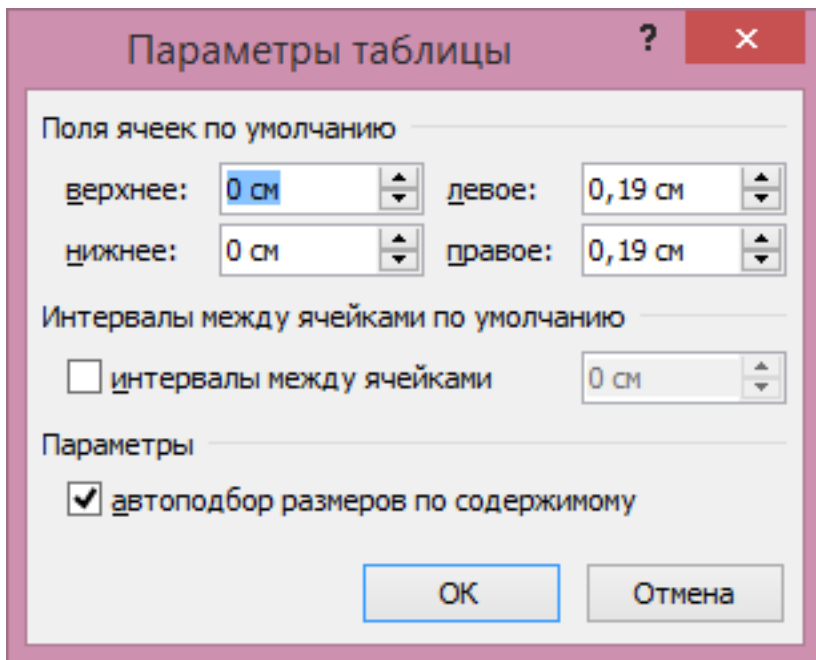 Параметры таблицы ?
Поля ячеек по умолчанию
верхнее: 0 см левое: 0,19 см
нижнее: 0 см правое: 0,19 см
Интервалы между ячейками по умолчанию
интервалы между ячейками 0 см
Параметры
автоподбор размеров по содержимому
ОК Отмена